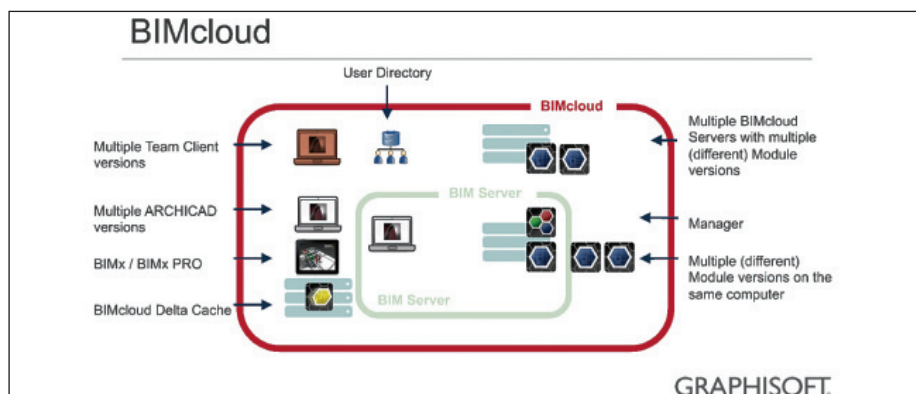 BIMcloud
User Directory
BIMcloud
Multiple Team Client
versions
Multiple BIMcloud
Servers with multiple
(different) Module
versions
BIM Server
Multiple ARCHICAD
versions
Manager
BIMx / BIMx PRO
Multiple (different)
Module versions on the
same computer
BIM Server
BIMcloud Delta Cache
GRAPHISOFT.